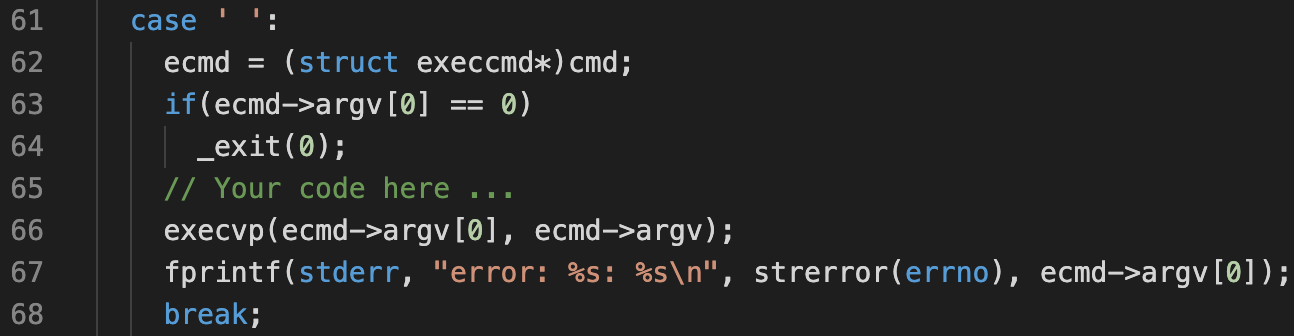 61 case ' ':
62 ecmd = (struct execcmd*)cmd;
63 if(ecmd->argv[0] == 0)
64 _exit(0);
65 // Your code here ...
66 execvp(ecmd->argv[0], ecmd->argv);
67 fprintf(stderr, "error: %s: %s\n", strerror(errno), ecmd->argv[0]);
68 break;